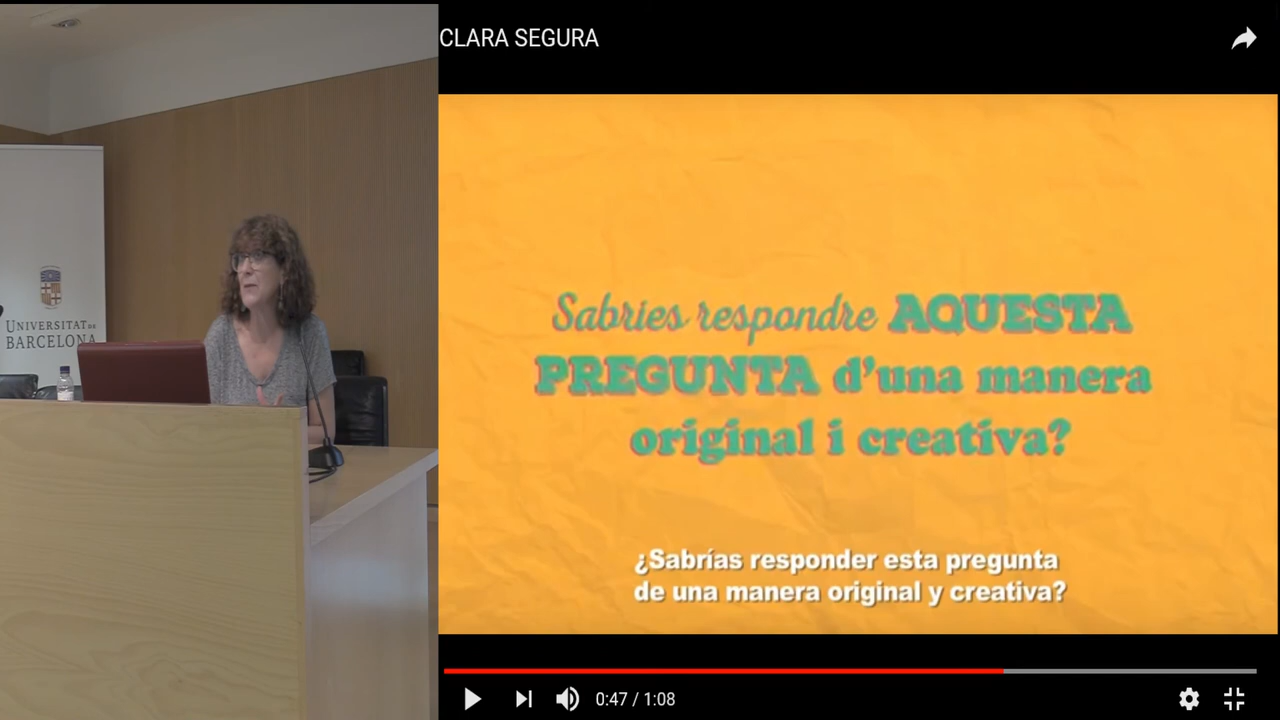 CLARA SEGURA
UNIVERSITAT DE
BARCELONA
Sabries respondre AQUESTA
PREGUNTA d'una manera
original i creativa?
¿Sabrías responder esta pregunta
de una manera original y creativa?
0:47 / 1:08